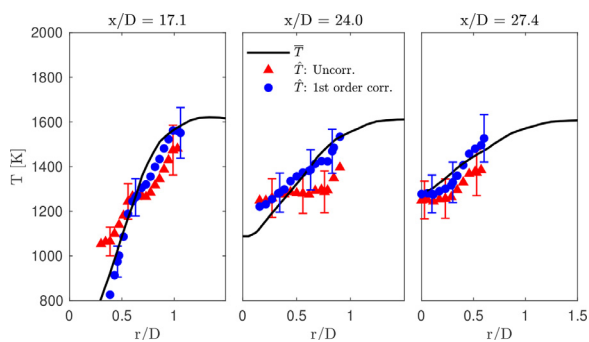 x/D = 17.1
x/D = 24.0
x/D = 27.4
T [K]
2000
1800
1600
1400
1200
1000
800
T̅
T̂: Uncorr.
T̂: 1st order corr.
0 0.5 1
0 0.5 1
0 0.5 1 1.5
r/D
r/D
r/D